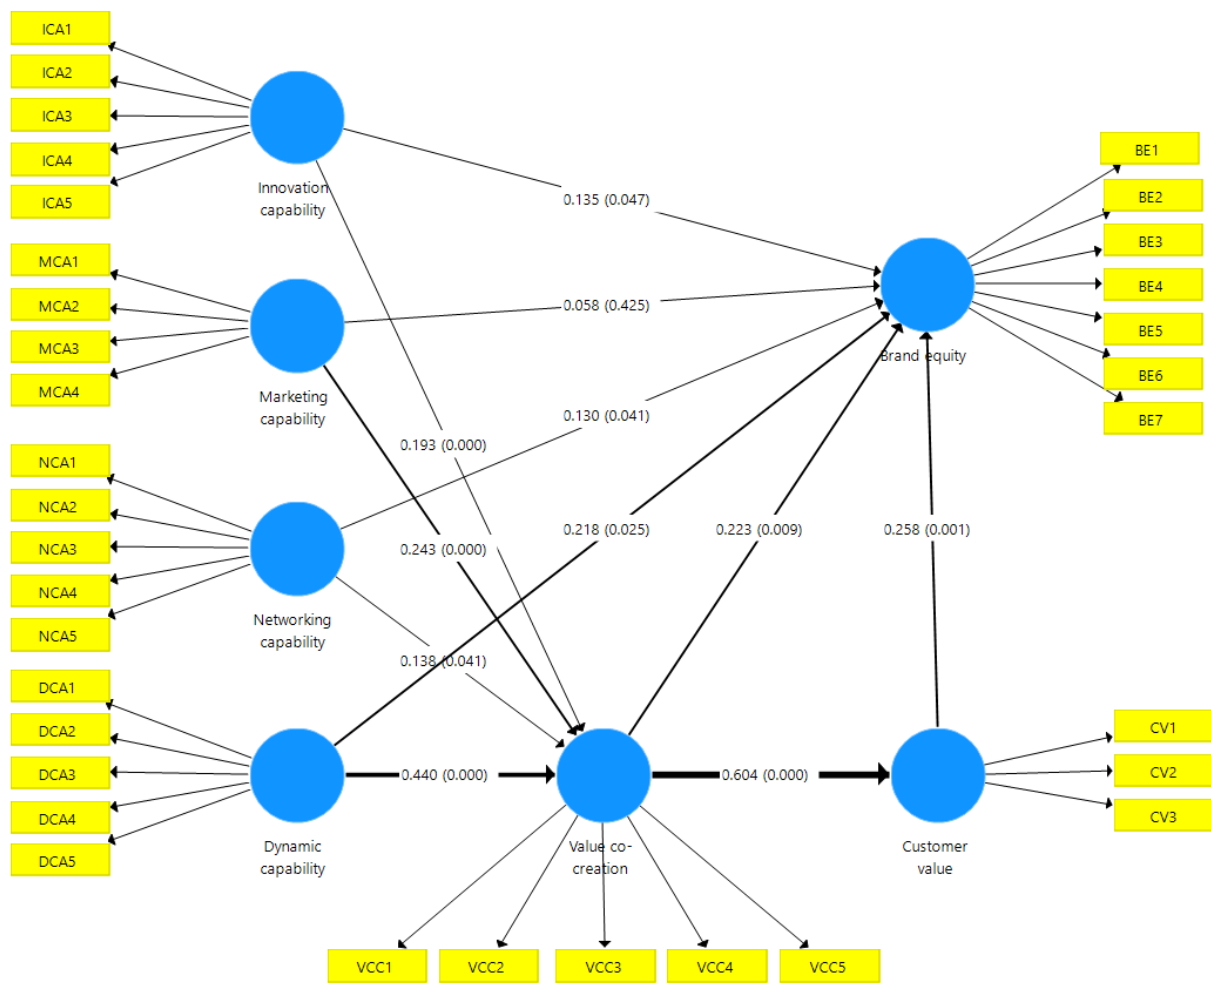 ICA1
ICA2
ICA3
ICA4
ICA5
Innovation
capability
MCA1
MCA2
MCA3
MCA4
Marketing
capability
NCA1
NCA2
NCA3
NCA4
NCA5
Networking
capability
DCA1
DCA2
DCA3
DCA4
DCA5
Dynamic
capability
0.135 (0.047)
0.058 (0.425)
0.130 (0.041)
0.193 (0.000)
0.218 (0.025)
0.223 (0.009)
0.258 (0.001)
0.243 (0.000)
0.138 (0.041)
0.440 (0.000)
0.604 (0.000)
BE1
BE2
BE3
BE4
BE5
BE6
BE7
Brand equity
Value co-
creation
VCC1
VCC2
VCC3
VCC4
VCC5
Customer
value
CV1
CV2
CV3